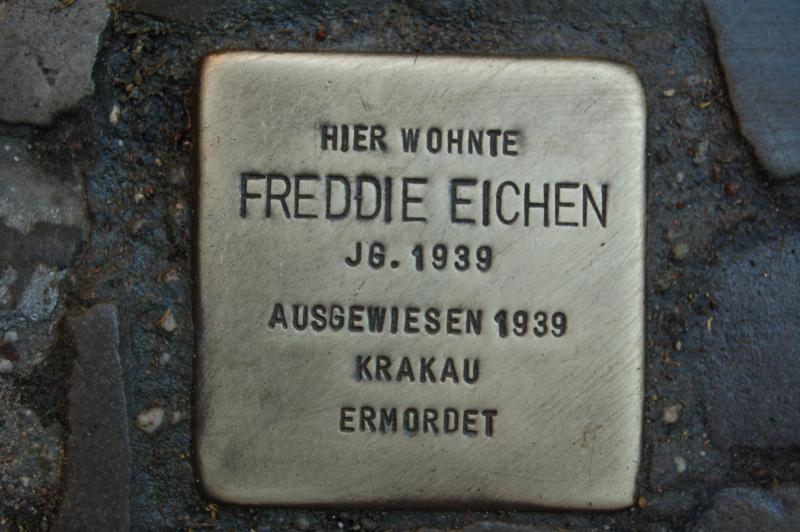 HIER WOHNTE
FREDDIE EICHEN
JG. 1939
AUSGEWIESEN 1939
KRAKAU
ERMORDET